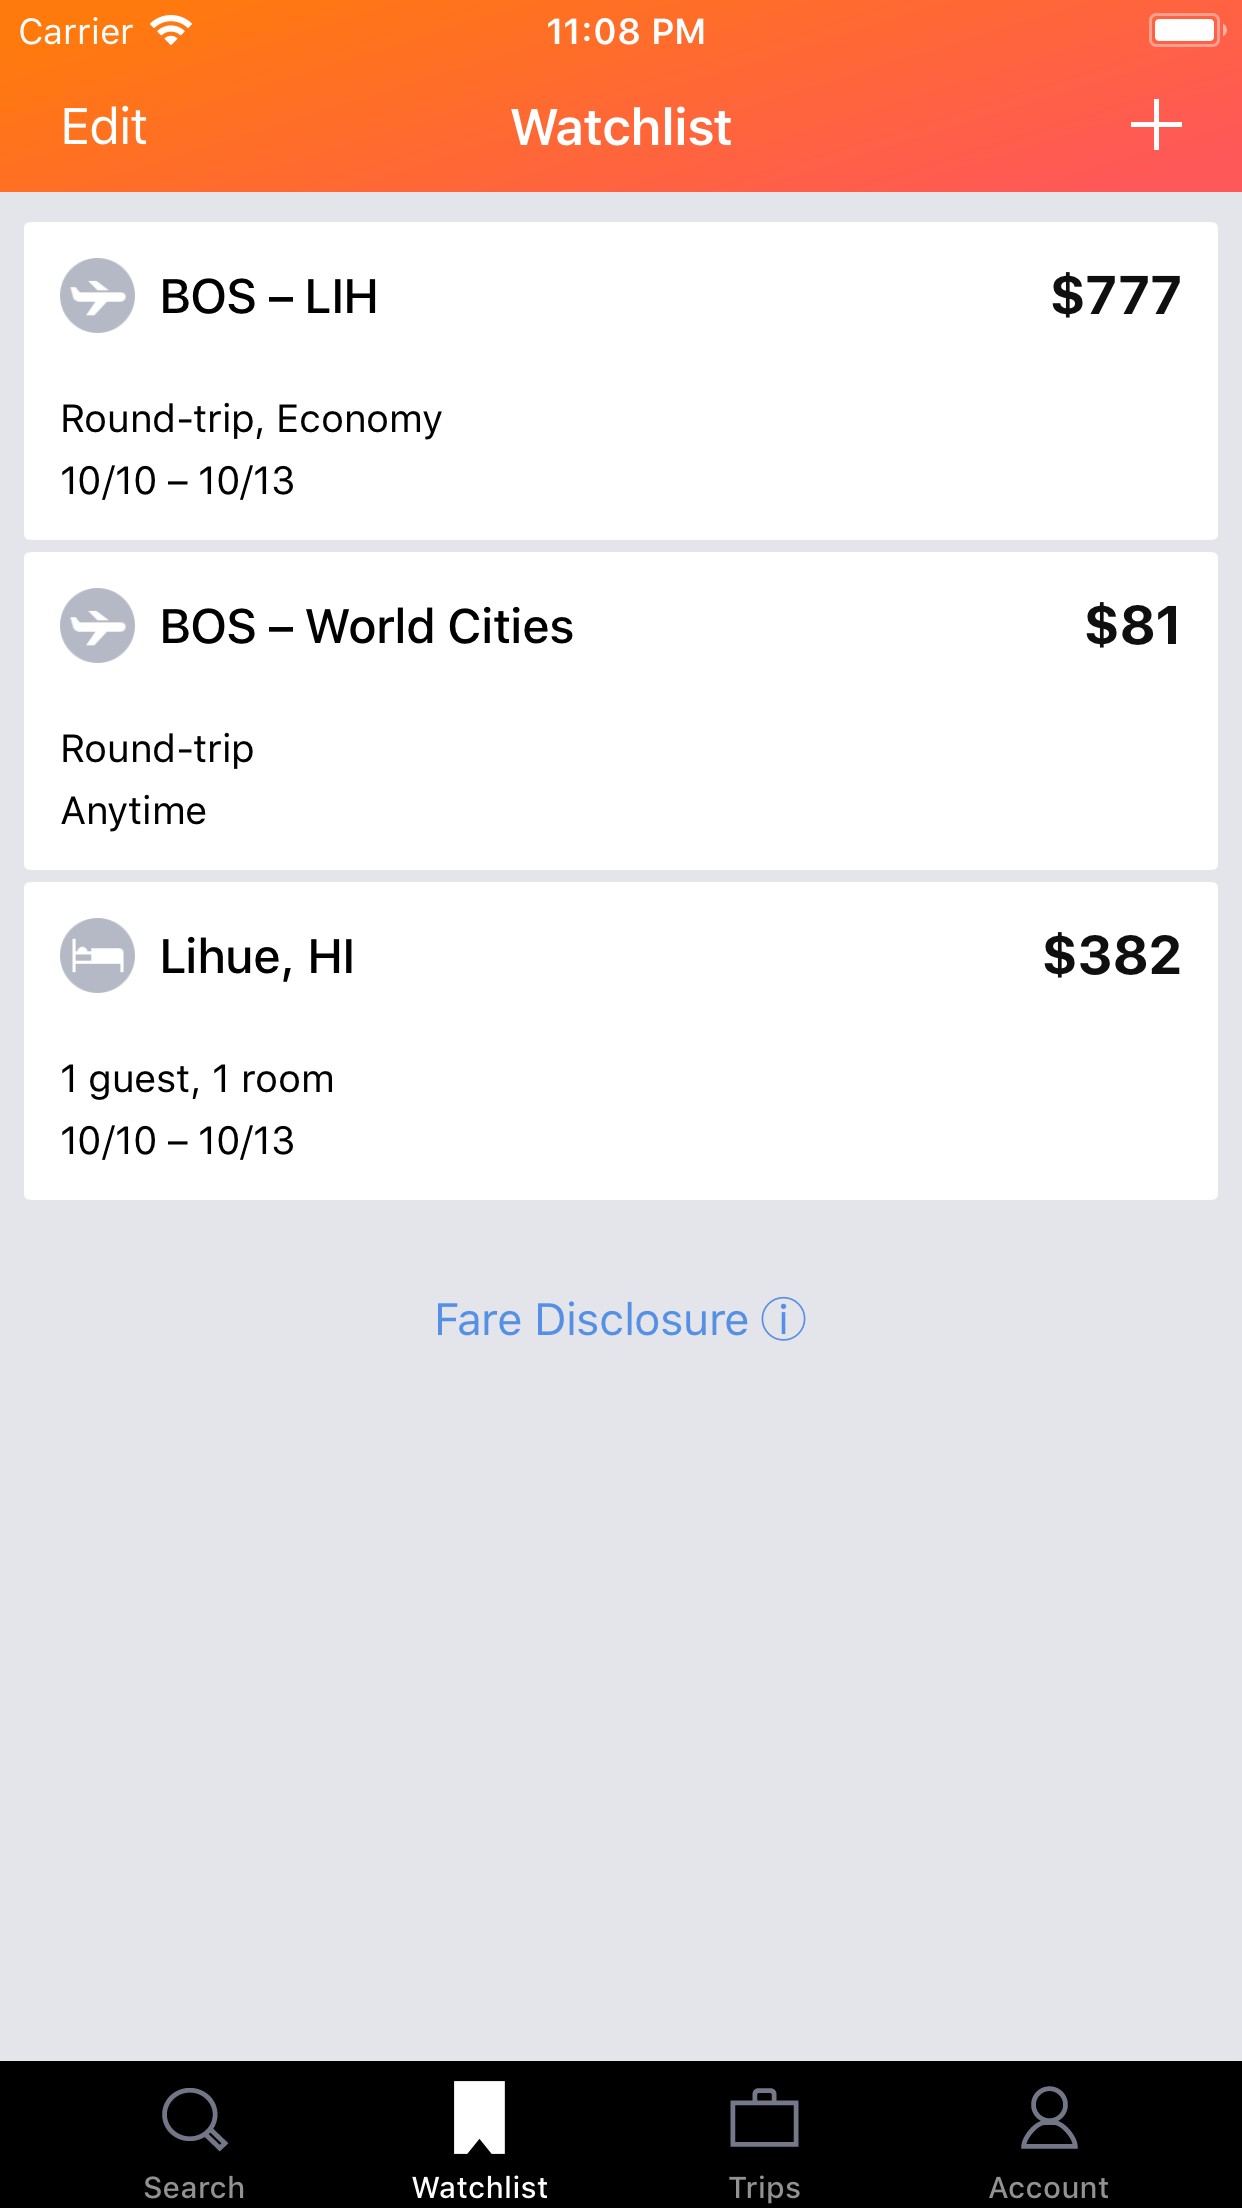 Carrier 11:08 PM
Edit Watchlist +
BOS – LIH $777
Round-trip, Economy
10/10 – 10/13
BOS – World Cities $81
Round-trip
Anytime
Lihue, HI $382
1 guest, 1 room
10/10 – 10/13
Fare Disclosure ⓘ
Search Watchlist Trips Account